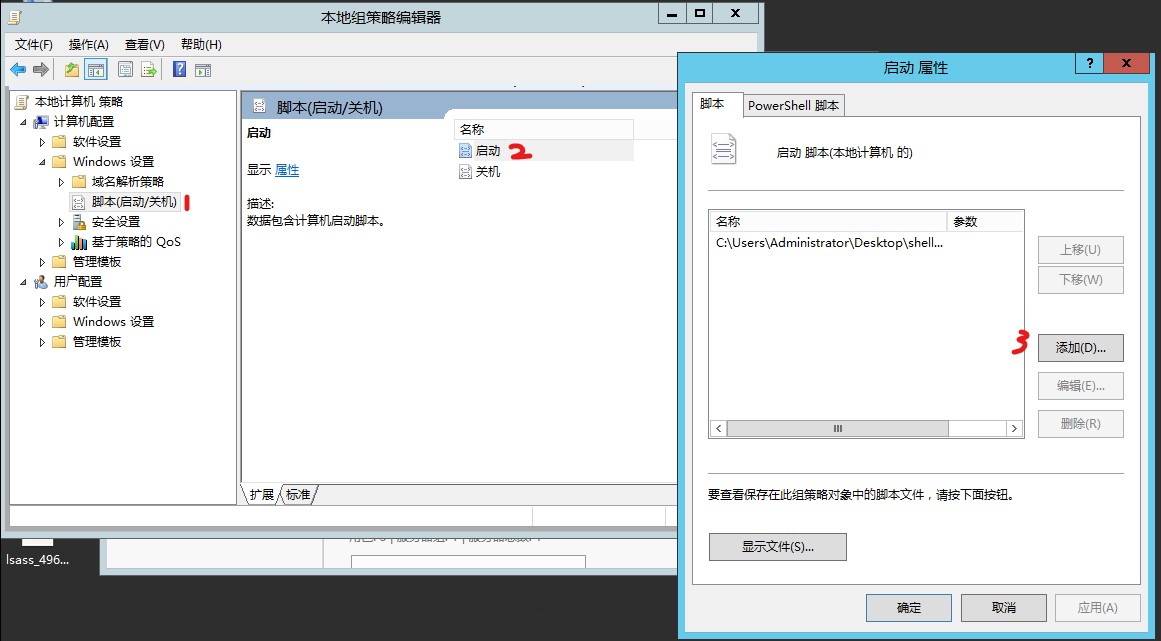 本地组策略编辑器
文件(F) 操作(A) 查看(V) 帮助(H)
本地计算机 策略
计算机配置
软件设置
Windows 设置
域名解析策略
脚本(启动/关机) 1
安全设置
基于策略的 QoS
管理模板
用户配置
软件设置
Windows 设置
管理模板
脚本(启动/关机)
启动
显示 属性
描述:
数据包含计算机启动脚本。
名称
启动 2
关机
扩展 标准
lsass_496...
启动 属性
? X
脚本 PowerShell 脚本
启动 脚本(本地计算机 的)
名称 参数
C:\Users\Administrator\Desktop\shell...
上移(U)
下移(W)
3 添加(D)...
编辑(E)...
删除(R)
要查看保存在此组策略对象中的脚本文件，请按下面按钮。
显示文件(S)...
确定 取消 应用(A)